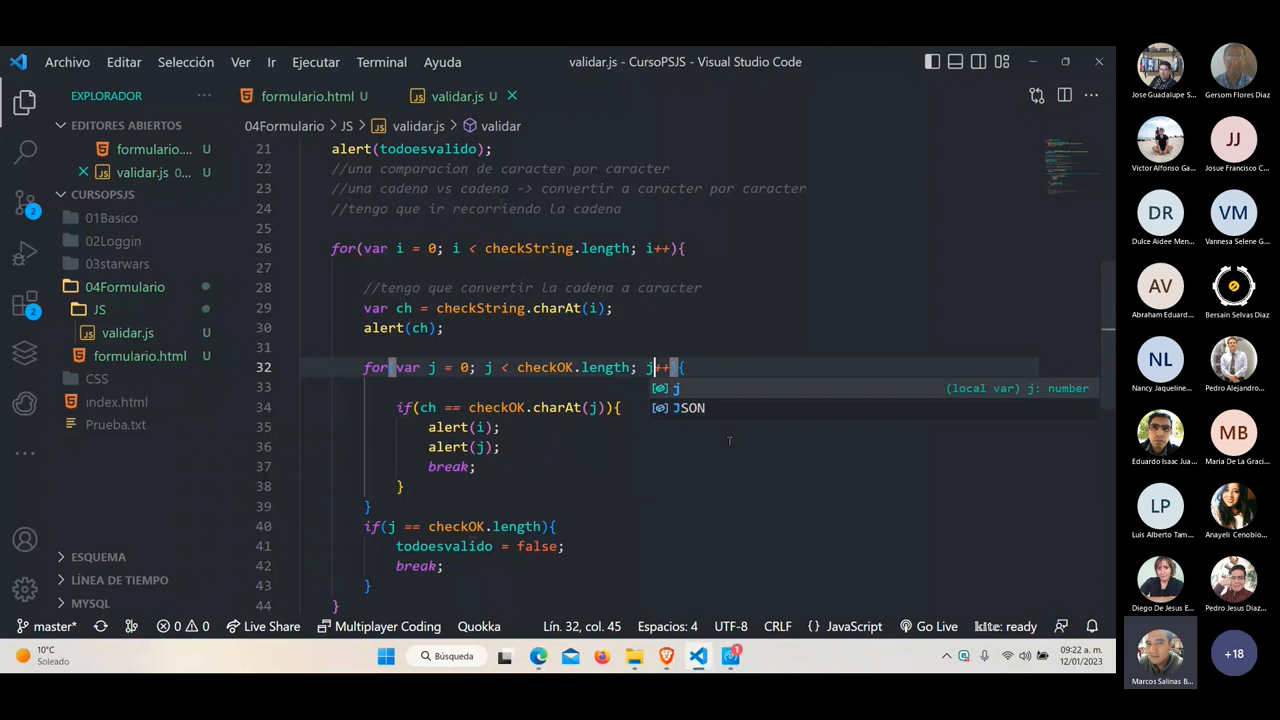 Archivo Editar Selección Ver Ir Ejecutar Terminal Ayuda
validar.js - CursoPSJS - Visual Studio Code
EXPLORADOR
EDITORES ABIERTOS
formulario.... U
validar.js 0... U
CURSOPSJS
01Basico
02Loggin
03starwars
04Formulario
JS
validar.js U
formulario.html U
CSS
index.html
Prueba.txt
ESQUEMA
LÍNEA DE TIEMPO
MYSQL
2
2
formulario.html U
validar.js U
04Formulario > JS > validar.js > validar
21 alert(todoesvalido);
22 //una comparacion de caracter por caracter
23 //una cadena vs cadena -> convertir a caracter por caracter
24 //tengo que ir recorriendo la cadena
25
26 for(var i = 0; i < checkString.length; i++){
27
28 //tengo que convertir la cadena a caracter
29 var ch = checkString.charAt(i);
30 alert(ch);
31
32 for(var j = 0; j < checkOK.length; j++){
33
34 if(ch == checkOK.charAt(j)){
35 alert(i);
36 alert(j);
37 break;
38 }
39 }
40 if(j == checkOK.length){
41 todoesvalido = false;
42 break;
43 }
44 }
j (local var) j: number
JSON
master* 0 0 Live Share Multiplayer Coding Quokka Lín. 32, col. 45 Espacios: 4 UTF-8 CRLF {} JavaScript Go Live kite: ready
10°C
Soleado
Búsqueda
1
09:22 a. m.
12/01/2023
Jose Guadalupe S...
Gersom Flores Diaz
Victor Alfonso Ga...
JJ
Josue Francisco C...
DR
Dulce Aidee Men...
VM
Vannesa Selene G...
AV
Abraham Eduard...
Bersain Selvas Diaz
NL
Nancy Jaqueline...
Pedro Alejandro...
Eduardo Isaac Jua...
MB
Maria De La Graci...
LP
Luis Alberto Tam...
Anayeli Cenobio...
Diego De Jesus E...
Pedro Jesus Diaz...
Marcos Salinas B...
+18